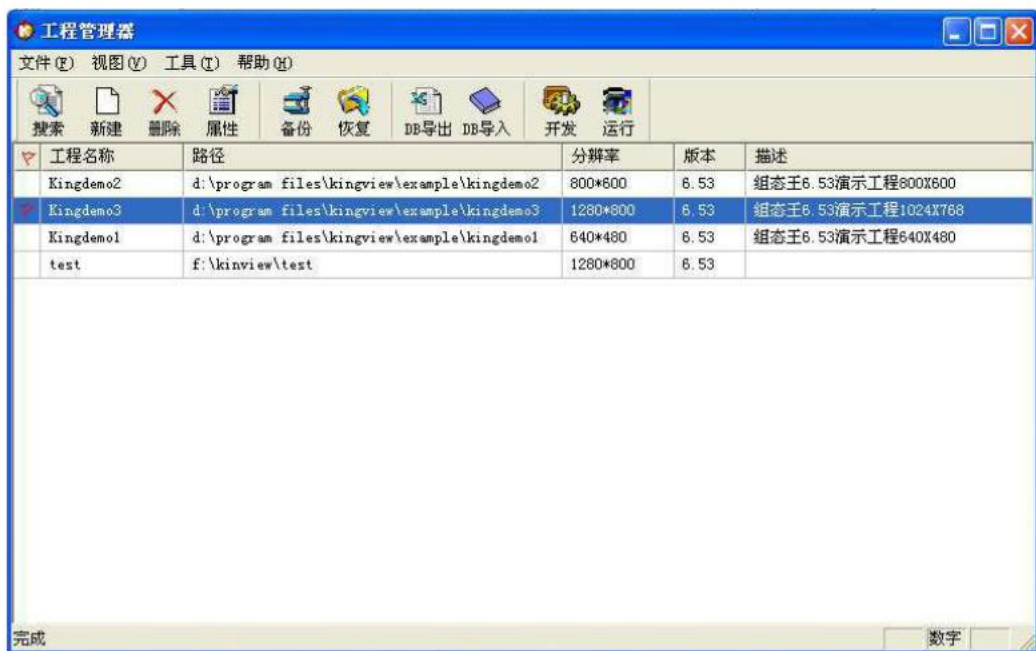 工程管理器
文件(F) 视图(V) 工具(T) 帮助(H)
搜索 新建 删除 属性 备份 恢复 DB导出 DB导入 开发 运行
工程名称 路径 分辨率 版本 描述
Kingdemo2 d:\program files\kingview\example\kingdemo2 800*600 6.53 组态王6.53演示工程800X600
Kingdemo3 d:\program files\kingview\example\kingdemo3 1280*800 6.53 组态王6.53演示工程1024X768
Kingdemo1 d:\program files\kingview\example\kingdemo1 640*480 6.53 组态王6.53演示工程640X480
test f:\kinview\test 1280*800 6.53
完成 数字